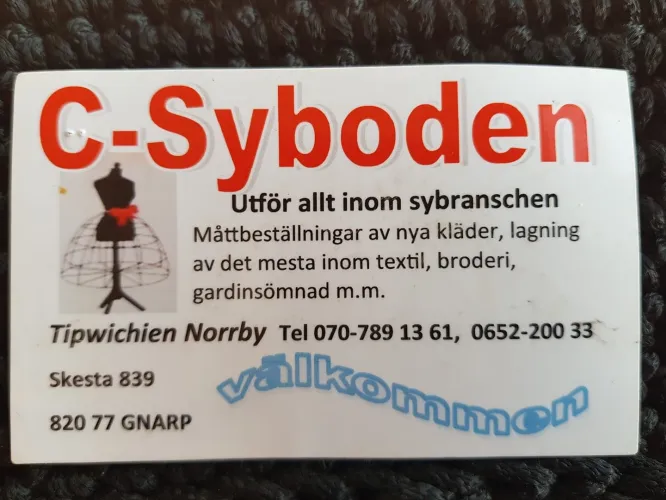 C-Syboden
Utför allt inom sybranschen
Måttbeställningar av nya kläder, lagning
av det mesta inom textil, broderi,
gardinsömnad m.m.
Tipwichien Norrby Tel 070-789 13 61, 0652-200 33
Skesta 839
välkommen
820 77 GNARP